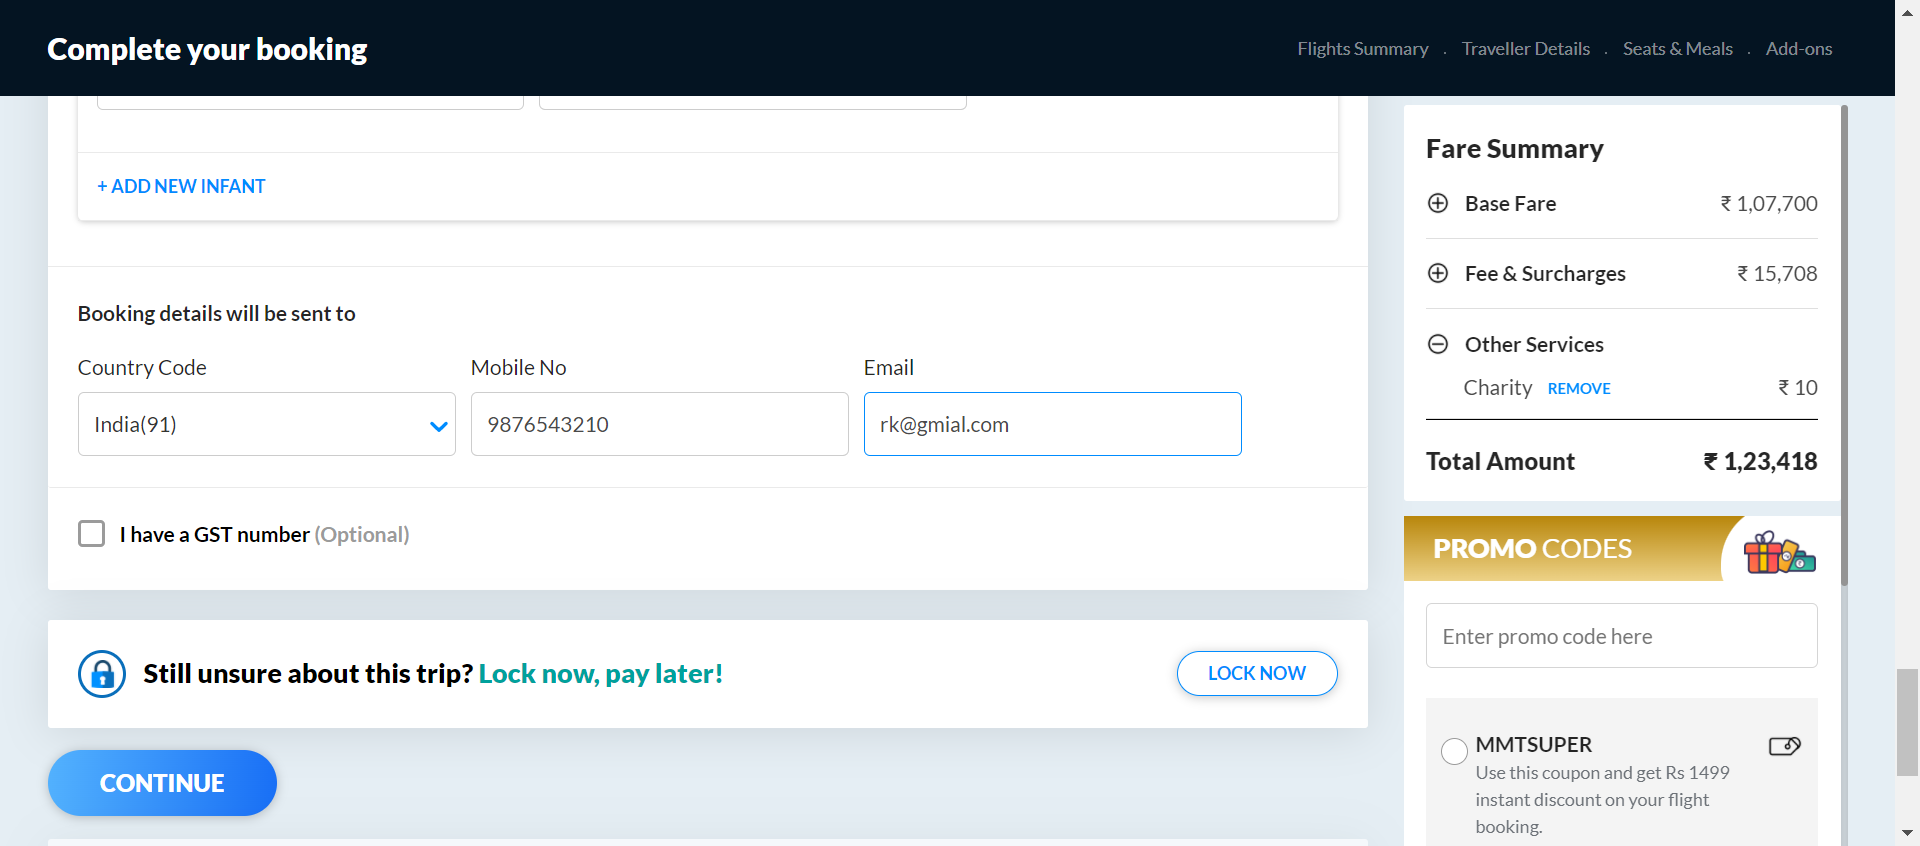 Complete your booking
Flights Summary . Traveller Details . Seats & Meals . Add-ons
+ ADD NEW INFANT
Booking details will be sent to
Country Code
Mobile No
Email
India(91)
9876543210
rk@gmial.com
I have a GST number (Optional)
Still unsure about this trip? Lock now, pay later!
LOCK NOW
CONTINUE
Fare Summary
Base Fare ₹ 1,07,700
Fee & Surcharges ₹ 15,708
Other Services
Charity REMOVE ₹ 10
Total Amount ₹ 1,23,418
PROMO CODES
Enter promo code here
MMTSUPER
Use this coupon and get Rs 1499
instant discount on your flight
booking.